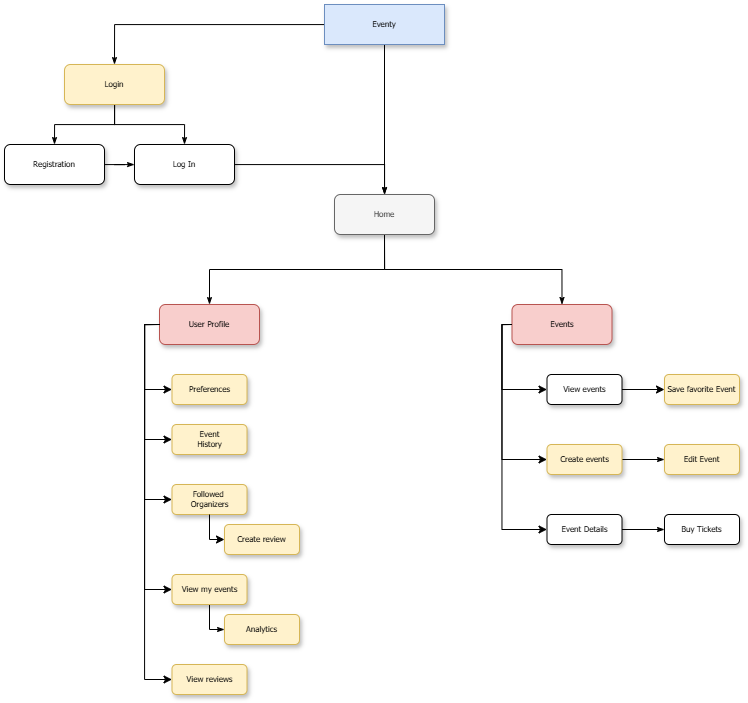 Eventy
Login
Registration
Log In
Home
User Profile
Events
Preferences
View events
Save favorite Event
Event
History
Create events
Edit Event
Followed
Organizers
Event Details
Buy Tickets
Create review
View my events
Analytics
View reviews